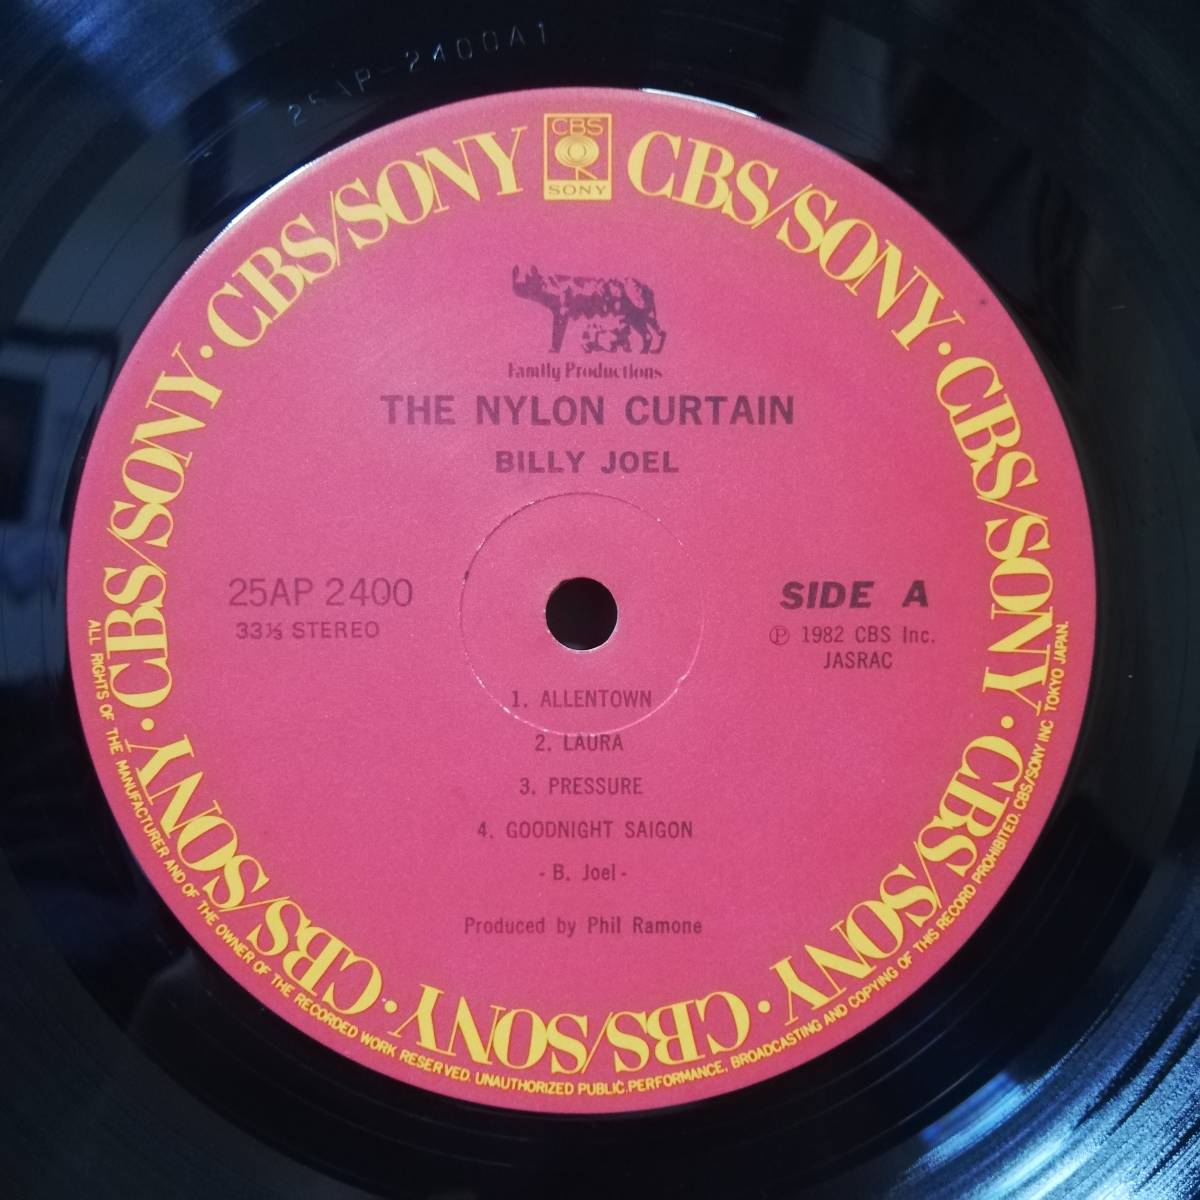 25AP-2400A1
CBS
SONY
CBS/SONY · CBS/SONY · CBS/SONY · CBS/SONY · CBS/SONY · CBS/SONY · CBS/SONY
Family Productions
THE NYLON CURTAIN
BILLY JOEL
25AP 2400
33⅓ STEREO
SIDE A
Ⓟ 1982 CBS Inc.
JASRAC
1. ALLENTOWN
2. LAURA
3. PRESSURE
4. GOODNIGHT SAIGON
- B. Joel -
Produced by Phil Ramone
ALL RIGHTS OF THE MANUFACTURER AND OF THE OWNER OF THE RECORDED WORK RESERVED. UNAUTHORIZED PUBLIC PERFORMANCE, BROADCASTING AND COPYING OF THIS RECORD PROHIBITED. CBS/SONY INC TOKYO JAPAN.